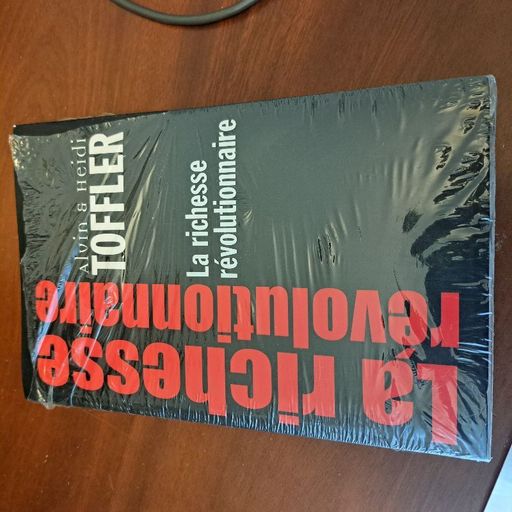 Alvin & Heidi
TOFFLER
La richesse
révolutionnaire
La richesse
révolutionnaire